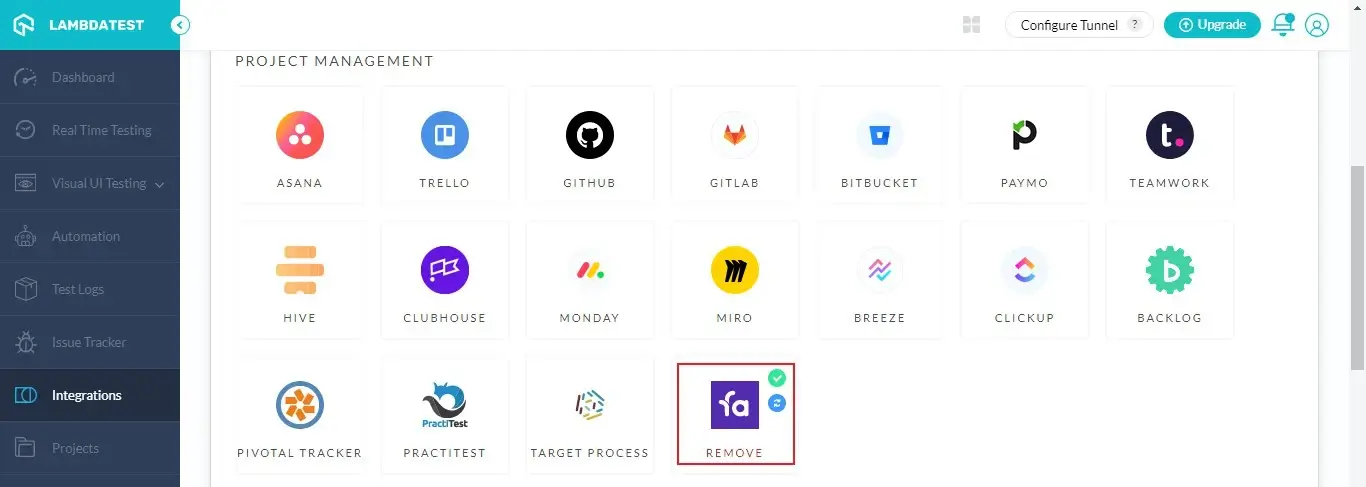 LAMBDATEST
Configure Tunnel ?
Upgrade
Dashboard
Real Time Testing
Visual UI Testing
Automation
Test Logs
Issue Tracker
Integrations
Projects
PROJECT MANAGEMENT
ASANA TRELLO GITHUB GITLAB BITBUCKET PAYMO TEAMWORK
HIVE CLUBHOUSE MONDAY MIRO BREEZE CLICKUP BACKLOG
PractiTest
PIVOTAL TRACKER PRACTITEST TARGET PROCESS REMOVE